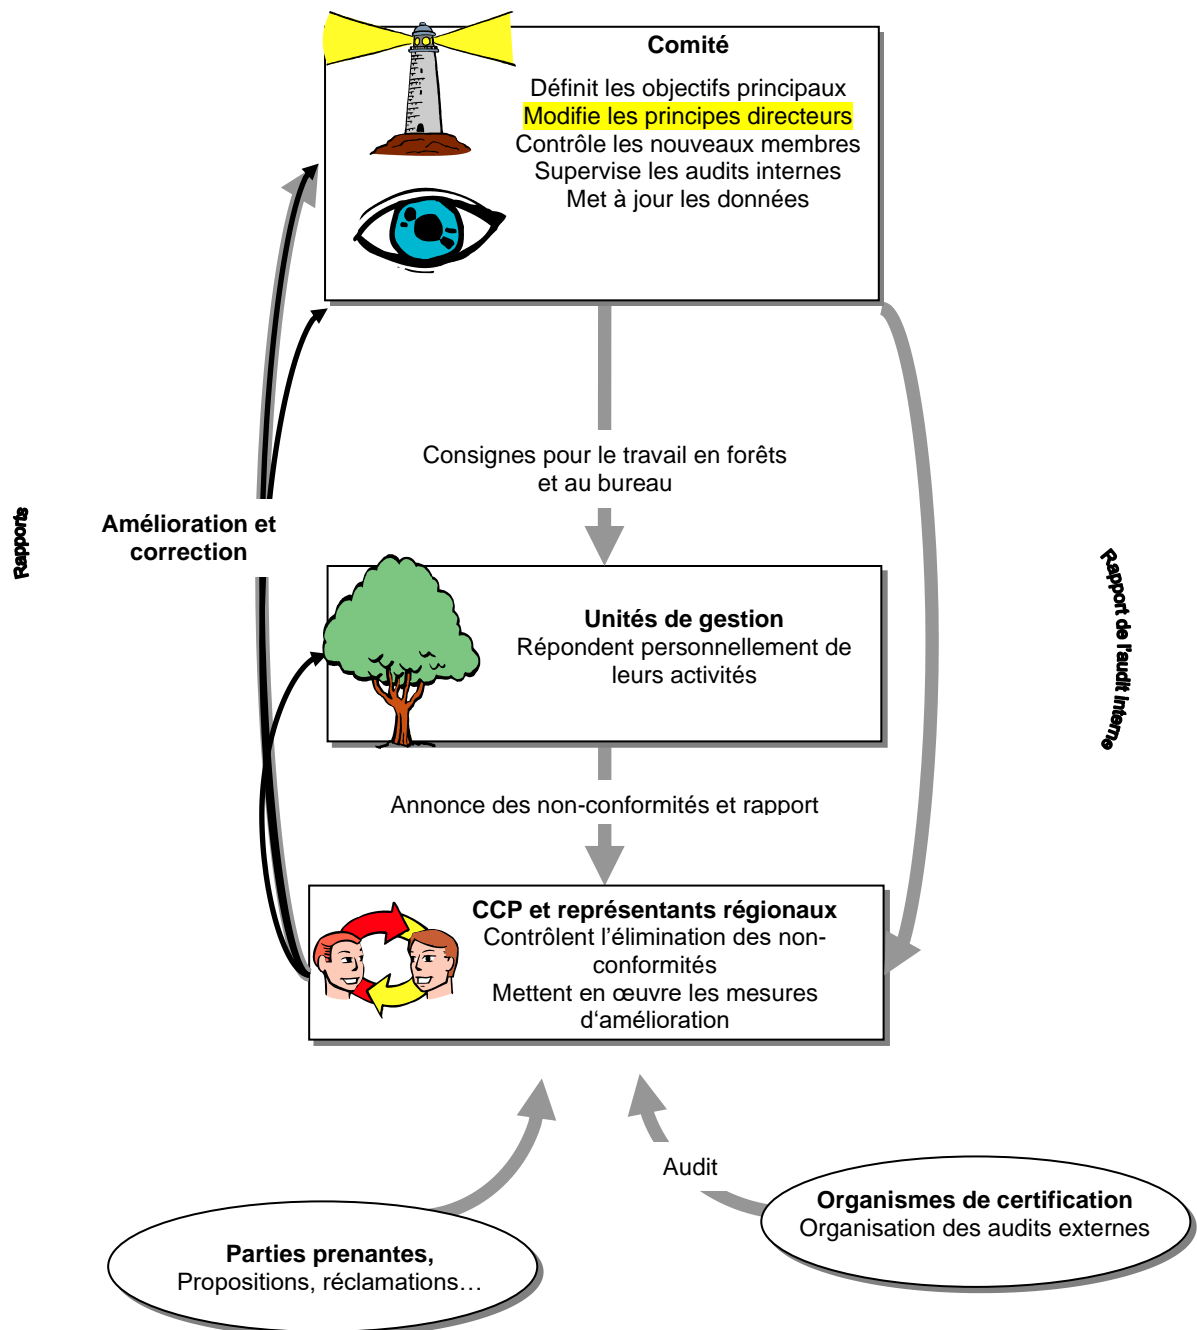 Comité
Définit les objectifs principaux
Modifie les principes directeurs
Contrôle les nouveaux membres
Supervise les audits internes
Met à jour les données
Consignes pour le travail en forêts
et au bureau
Rapports
Amélioration et
correction
Rapport de l'audit interne
Unités de gestion
Répondent personnellement de
leurs activités
Annonce des non-conformités et rapport
CCP et représentants régionaux
Contrôlent l’élimination des non-
conformités
Mettent en œuvre les mesures
d‘amélioration
Audit
Organismes de certification
Organisation des audits externes
Parties prenantes,
Propositions, réclamations…